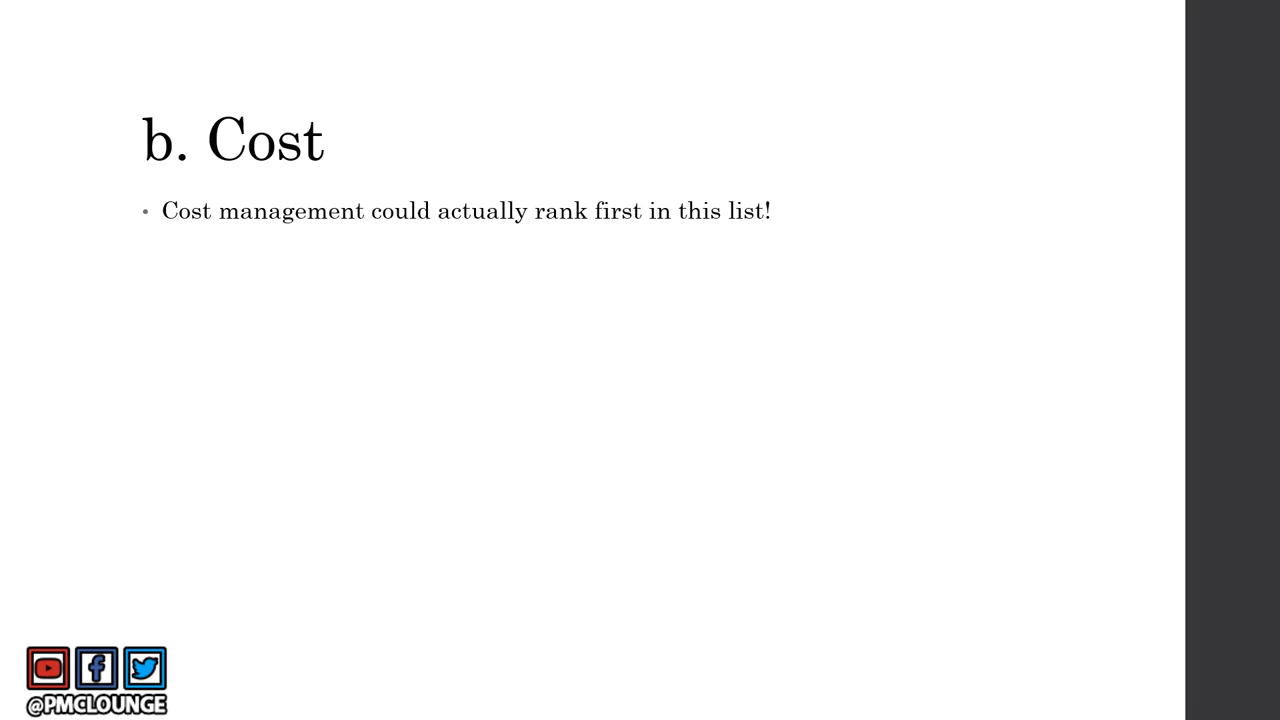 b. Cost
• Cost management could actually rank first in this list!
@PMCLOUNGE